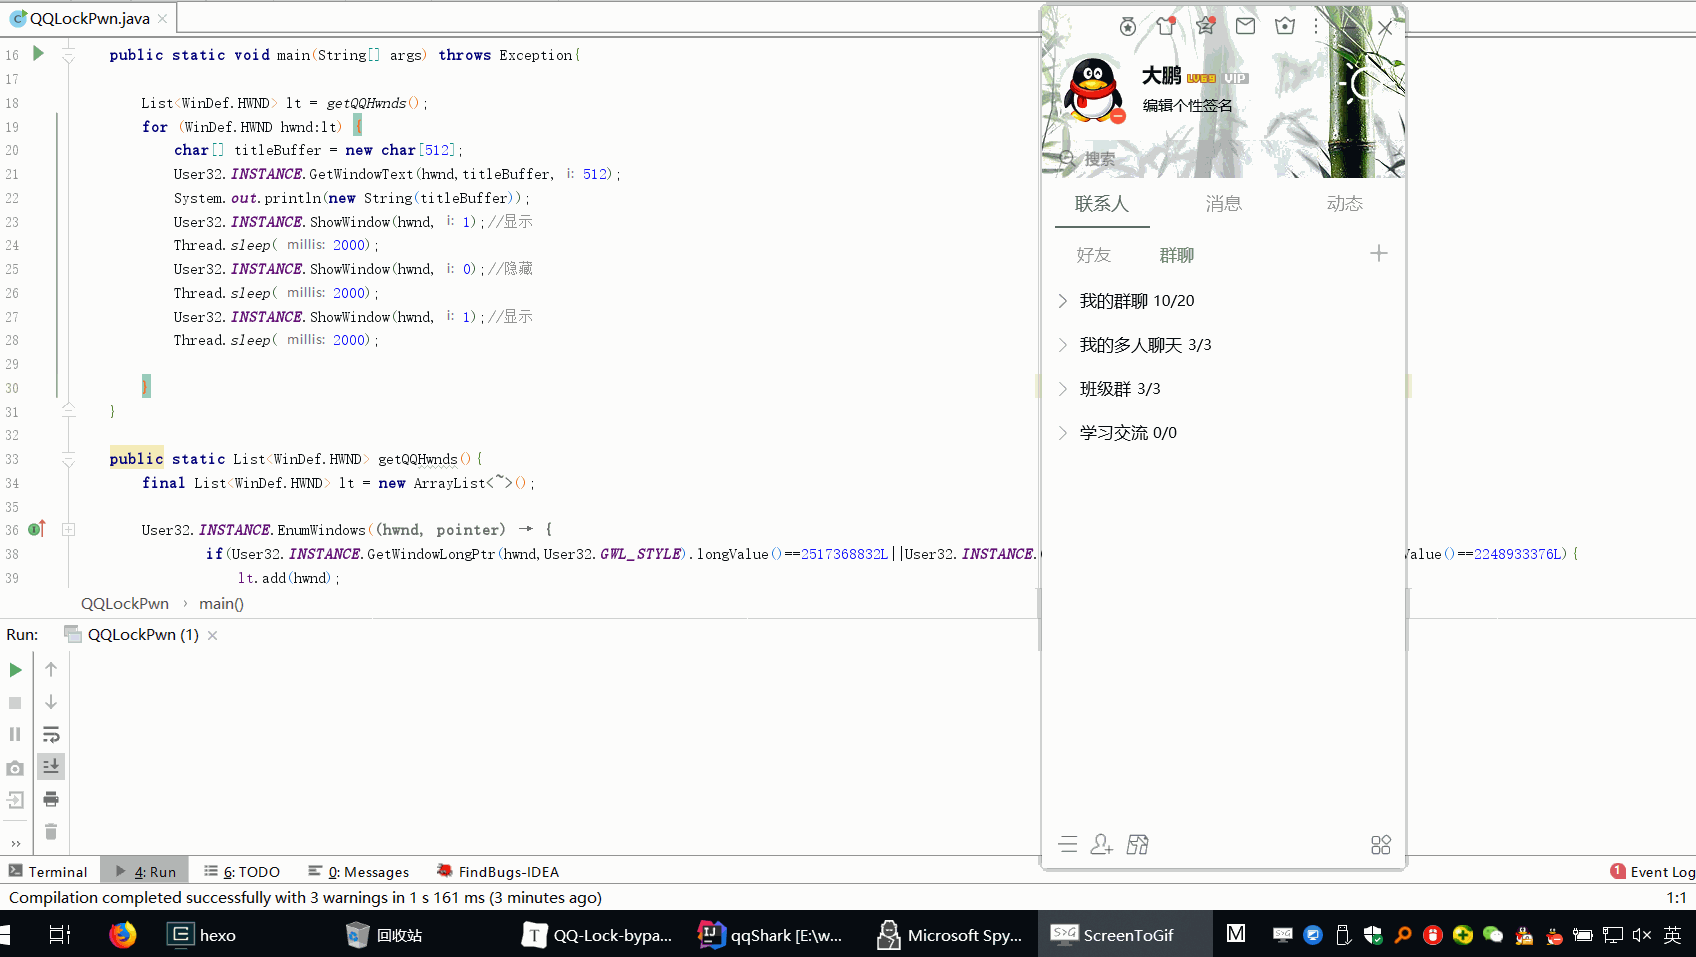 QQLockPwn.java
16 public static void main(String[] args) throws Exception{
17
18 List<WinDef.HWND> lt = getQQHwnds();
19 for (WinDef.HWND hwnd:lt) {
20 char[] titleBuffer = new char[512];
21 User32.INSTANCE.GetWindowText(hwnd,titleBuffer, i: 512);
22 System.out.println(new String(titleBuffer));
23 User32.INSTANCE.ShowWindow(hwnd, i: 1);//显示
24 Thread.sleep( millis: 2000);
25 User32.INSTANCE.ShowWindow(hwnd, i: 0);//隐藏
26 Thread.sleep( millis: 2000);
27 User32.INSTANCE.ShowWindow(hwnd, i: 1);//显示
28 Thread.sleep( millis: 2000);
29
30 }
31 }
32
33 public static List<WinDef.HWND> getQQHwnds(){
34 final List<WinDef.HWND> lt = new ArrayList<~>();
35
36 User32.INSTANCE.EnumWindows((hwnd, pointer) → {
38 if(User32.INSTANCE.GetWindowLongPtr(hwnd,User32.GWL_STYLE).longValue()==2517368832L||User32.INSTANCE. Value()==2248933376L){
39 lt.add(hwnd);
QQLockPwn › main()
大鹏 LV69 VIP
编辑个性签名
搜索
联系人 消息 动态
好友 群聊
我的群聊 10/20
我的多人聊天 3/3
班级群 3/3
学习交流 0/0
Run: QQLockPwn (1)
Terminal 4: Run 6: TODO 0: Messages FindBugs-IDEA 1 Event Log
Compilation completed successfully with 3 warnings in 1 s 161 ms (3 minutes ago) 1:1
hexo 回收站 T QQ-Lock-bypa... qqShark [E:\w... Microsoft Spy... S>G ScreenToGif M S>G 英